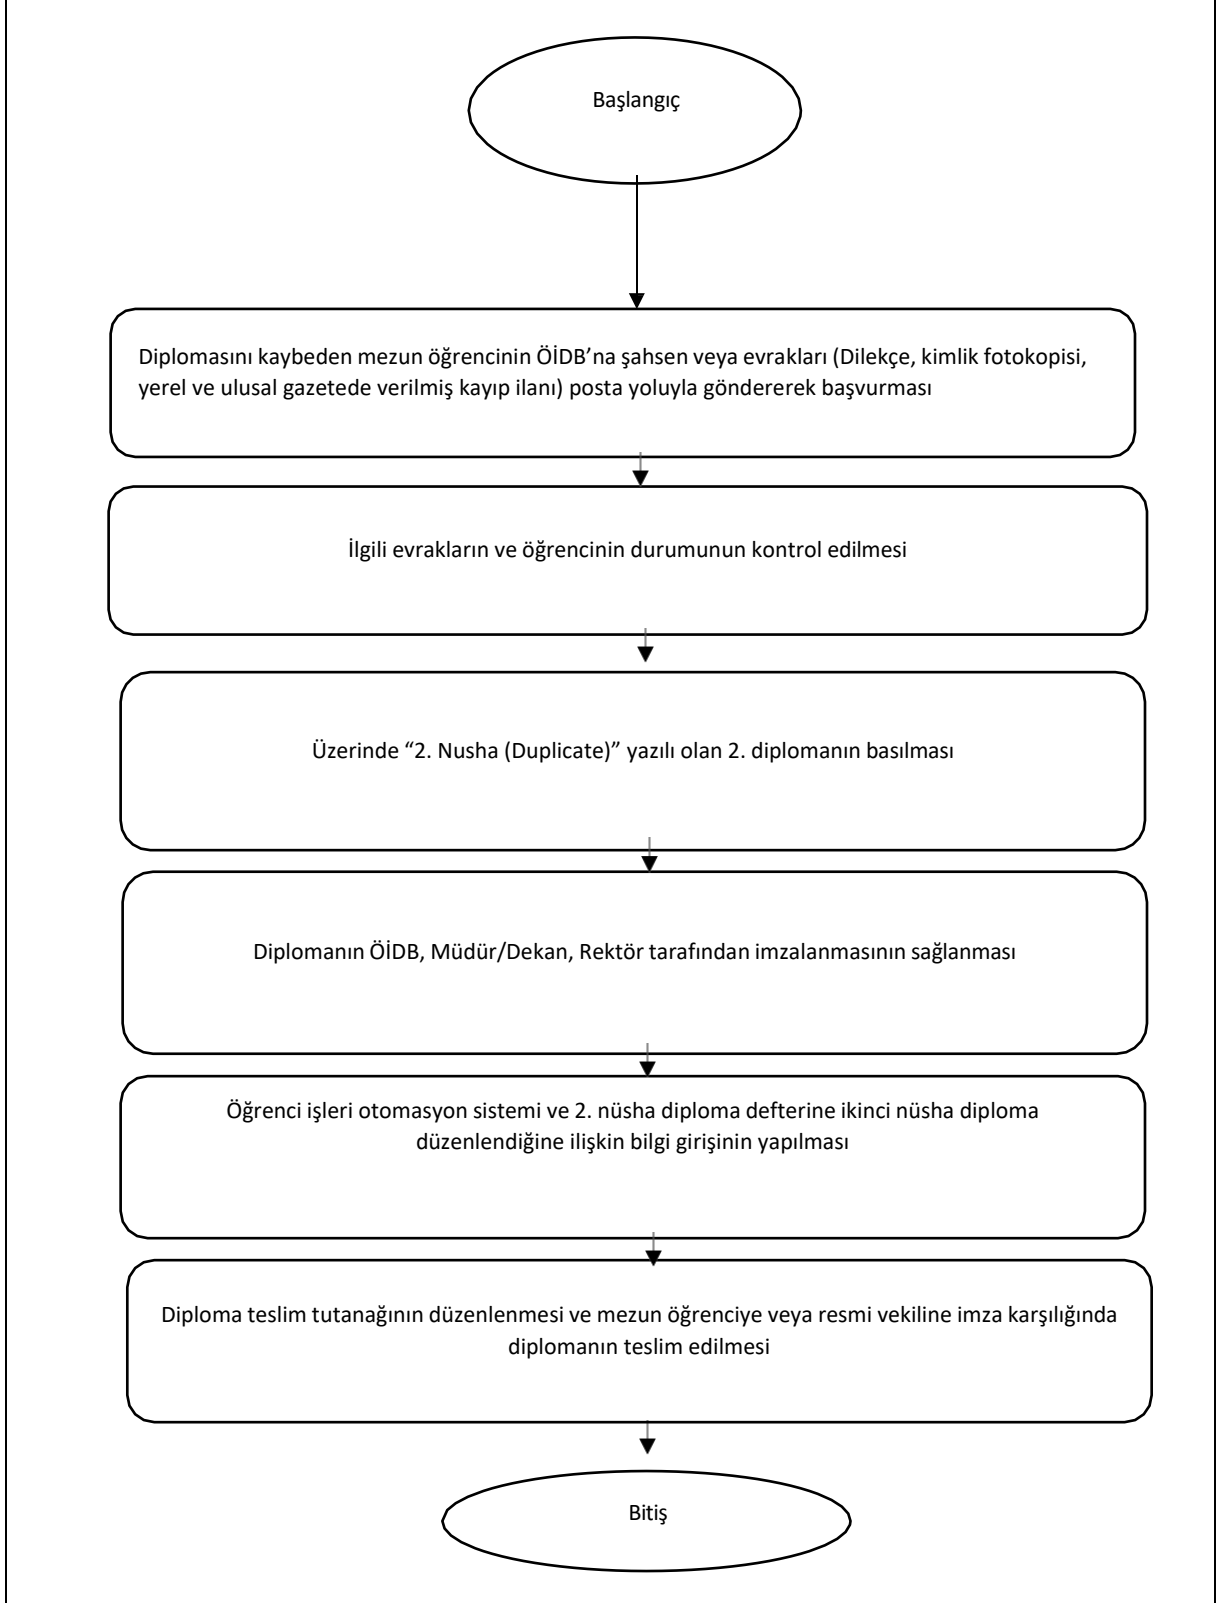 Başlangıç
Diplomasını kaybeden mezun öğrencinin ÖİDB’na şahsen veya evrakları (Dilekçe, kimlik fotokopisi,
yerel ve ulusal gazetede verilmiş kayıp ilanı) posta yoluyla göndererek başvurması
İlgili evrakların ve öğrencinin durumunun kontrol edilmesi
Üzerinde “2. Nusha (Duplicate)” yazılı olan 2. diplomanın basılması
Diplomanın ÖİDB, Müdür/Dekan, Rektör tarafından imzalanmasının sağlanması
Öğrenci işleri otomasyon sistemi ve 2. nüsha diploma defterine ikinci nüsha diploma
düzenlendiğine ilişkin bilgi girişinin yapılması
Diploma teslim tutanağının düzenlenmesi ve mezun öğrenciye veya resmi vekiline imza karşılığında
diplomanın teslim edilmesi
Bitiş